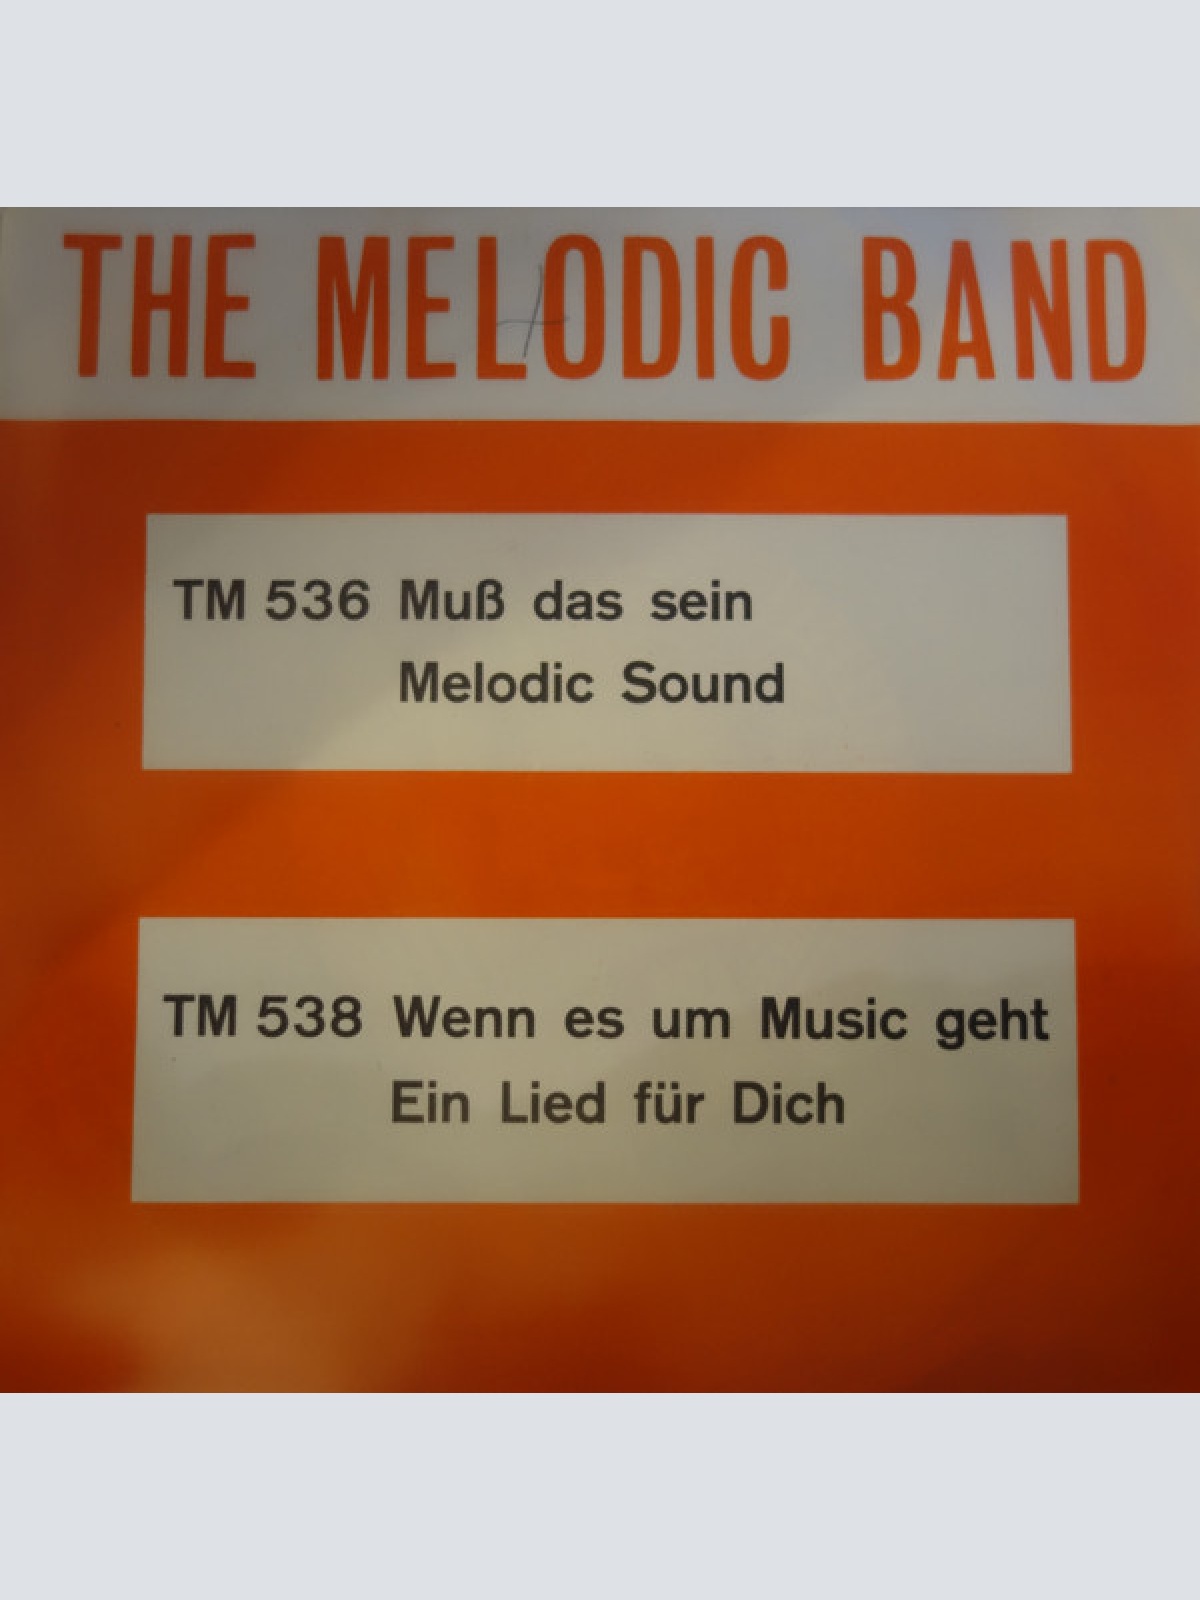 THE MELODIC BAND
TM 536 Muß das sein
Melodic Sound
TM 538 Wenn es um Music geht
Ein Lied für Dich